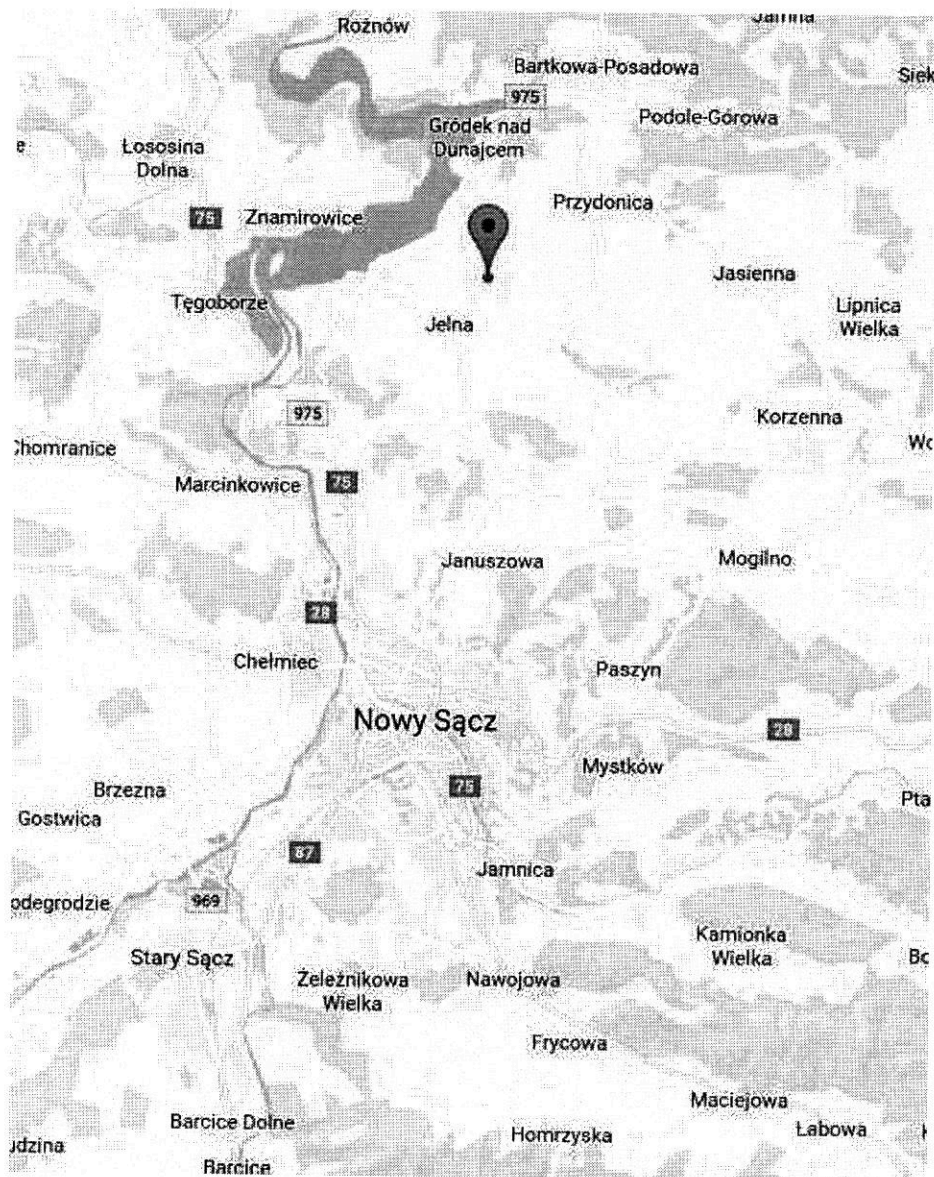 Jamna
Rożnów
Bartkowa-Posadowa
Siek
975
Podole-Górowa
Gródek nad
Dunajcem
Łososina
Dolna
e
Przydonica
75
Znamirowice
Jasienna
Tęgoborze
Lipnica
Wielka
Jelna
975
Korzenna
Chomranice
Wo
Marcinkowice
75
Januszowa
Mogilno
28
Chełmiec
Paszyn
Nowy Sącz
28
Mystków
75
Brzezna
Pta
Gostwica
87
Jamnica
odegrodzie
969
Kamionka
Wielka
Stary Sącz
Bo
Żeleźnikowa
Wielka
Nawojowa
Frycowa
Maciejowa
Barcice Dolne
Łabowa
Homrzyska
udzina
Barcice